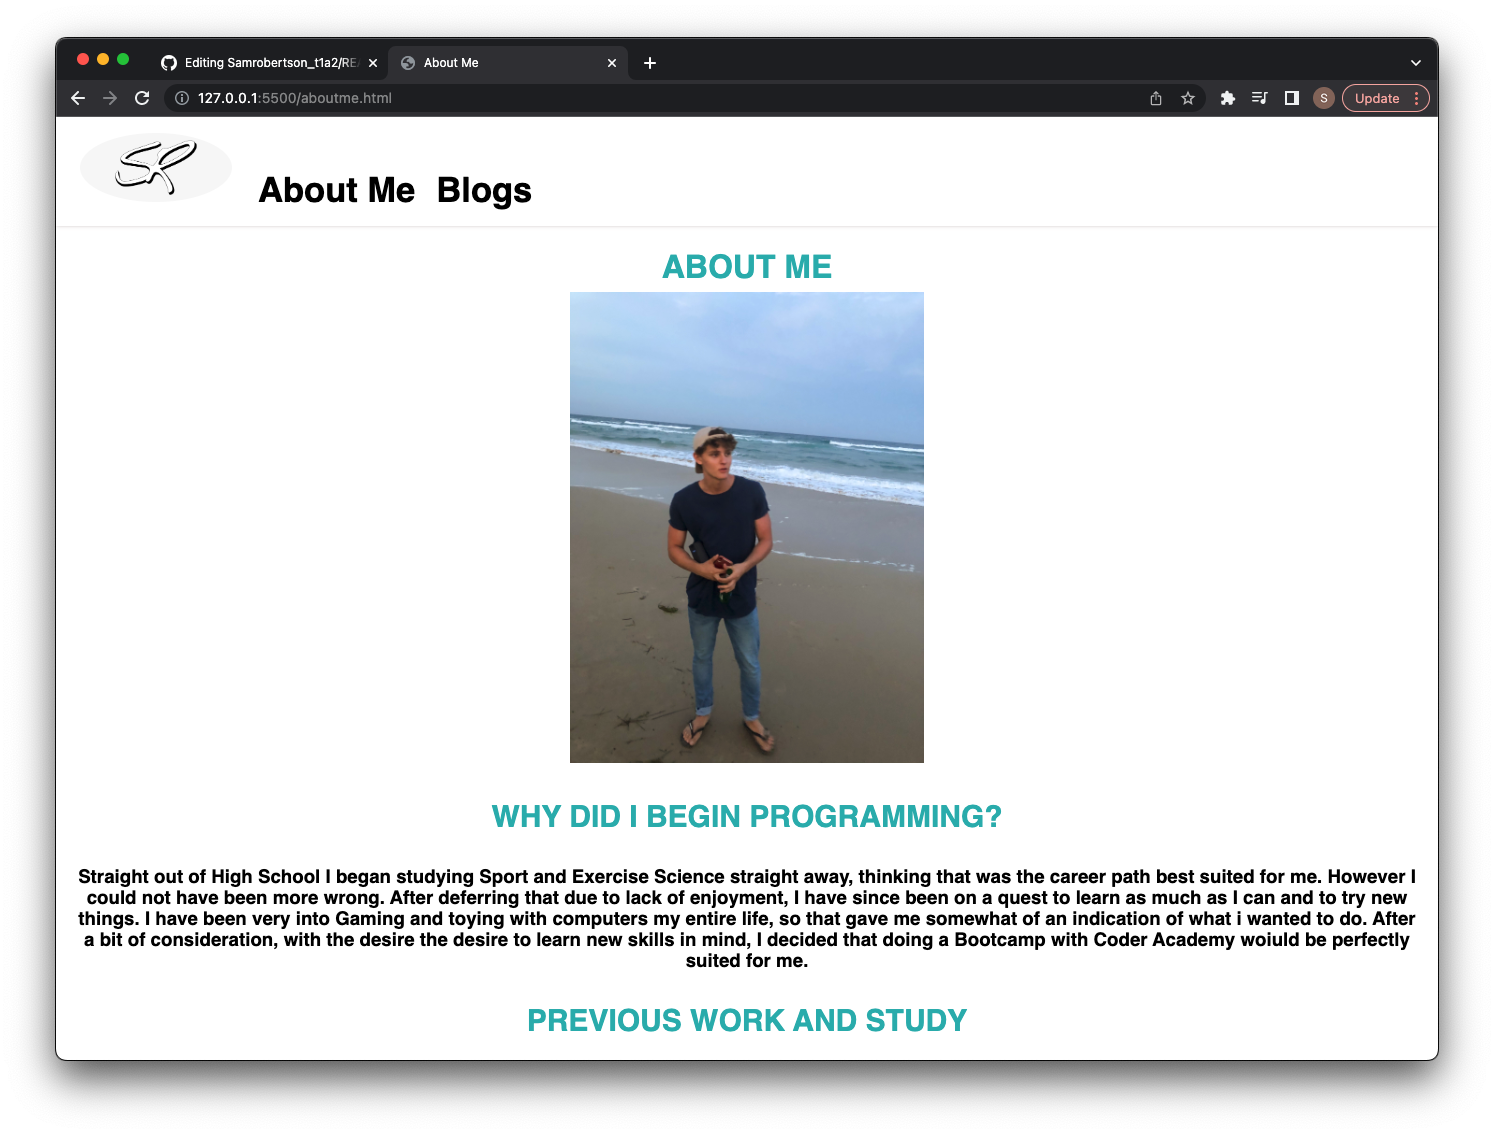 Editing Samrobertson_t1a2/RE
About Me
127.0.0.1:5500/aboutme.html
S
Update
SR
About Me Blogs
ABOUT ME
WHY DID I BEGIN PROGRAMMING?
Straight out of High School I began studying Sport and Exercise Science straight away, thinking that was the career path best suited for me. However I
could not have been more wrong. After deferring that due to lack of enjoyment, I have since been on a quest to learn as much as I can and to try new
things. I have been very into Gaming and toying with computers my entire life, so that gave me somewhat of an indication of what i wanted to do. After
a bit of consideration, with the desire the desire to learn new skills in mind, I decided that doing a Bootcamp with Coder Academy woiuld be perfectly
suited for me.
PREVIOUS WORK AND STUDY